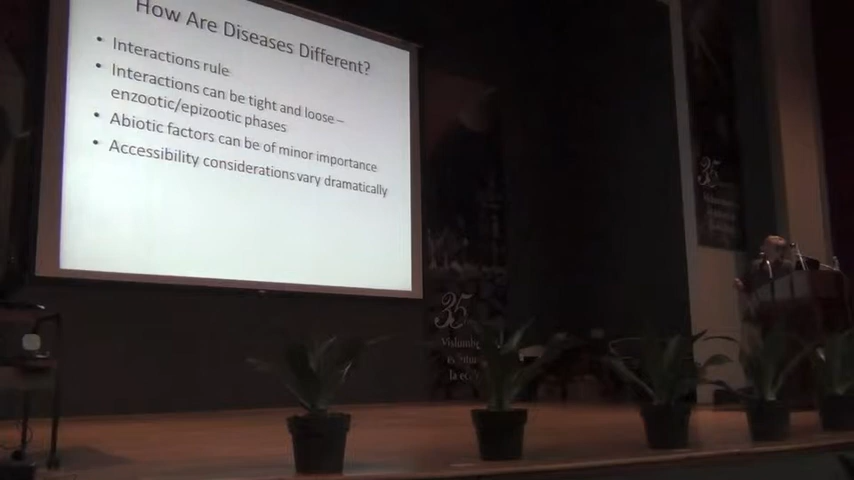 How Are Diseases Different?
• Interactions rule
• Interactions can be tight and loose –
enzootic/epizootic phases
• Abiotic factors can be of minor importance
• Accessibility considerations vary dramatically
35
35